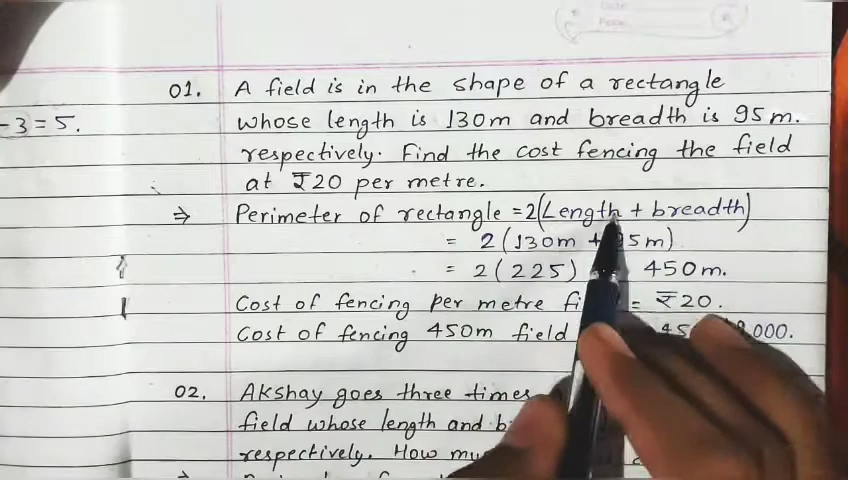 Date
Page
-3=5.
01. A field is in the shape of a rectangle
whose length is 130m and breadth is 95m.
respectively. Find the cost fencing the field
at ₹20 per metre.
⇒ Perimeter of rectangle = 2(Length + breadth)
= 2(130m + 95m)
= 2(225) 450m.
Cost of fencing per metre = ₹20.
Cost of fencing 450m field 000.
02. Akshay goes three times
field whose length and
respectively. How